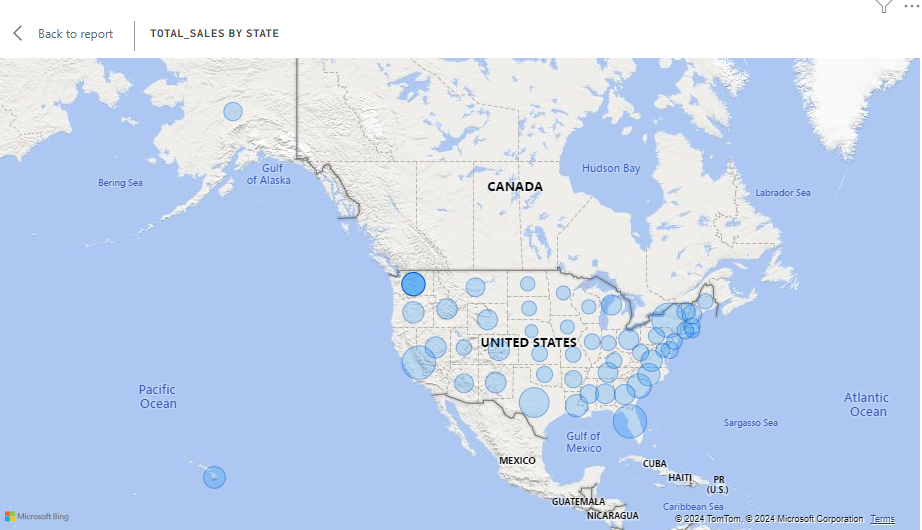 Back to report
TOTAL_SALES BY STATE
Gulf
of Alaska
Bering Sea
CANADA
Hudson Bay
Labrador Sea
UNITED STATES
Pacific
Ocean
Atlantic
Ocean
Sargasso Sea
Gulf of
Mexico
MEXICO
CUBA
HAITI
PR
(U.S.)
GUATEMALA
NICARAGUA
Caribbean Sea
Microsoft Bing
© 2024 TomTom, © 2024 Microsoft Corporation Terms